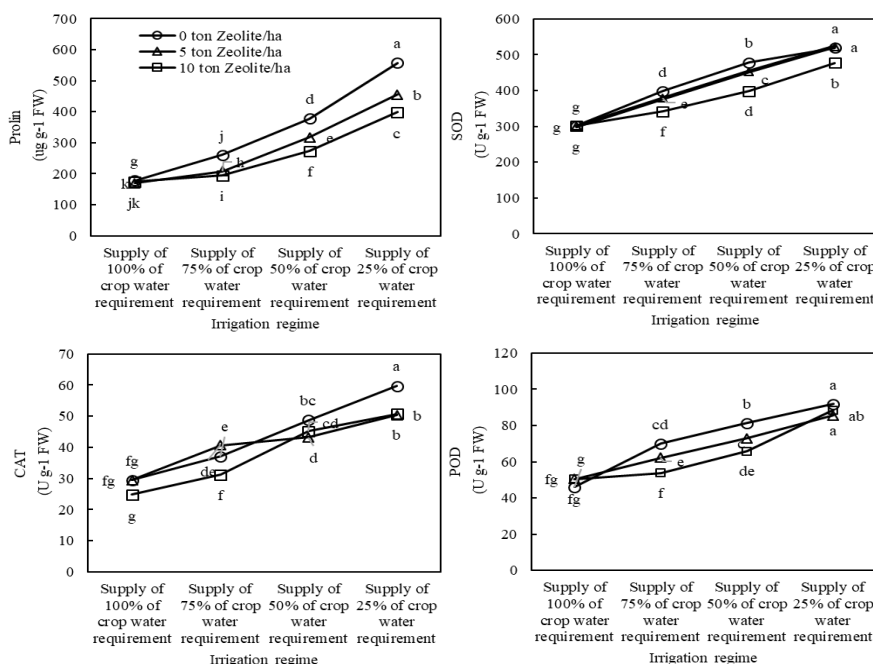 700
600
500
400
300
200
100
0
Prolin
(ug g-1 FW)
0 ton Zeolite/ha
5 ton Zeolite/ha
10 ton Zeolite/ha
g
jk
j
h
i
d
e
f
a
b
c
Supply of 100% of crop water requirement
Supply of 75% of crop water requirement
Supply of 50% of crop water requirement
Supply of 25% of crop water requirement
Irrigation regime
600
500
400
300
200
100
0
SOD
(U g-1 FW)
g
g
g
d
e
f
b
c
d
a
a
b
Supply of 100% of crop water requirement
Supply of 75% of crop water requirement
Supply of 50% of crop water requirement
Supply of 25% of crop water requirement
Irrigation regime
70
60
50
40
30
20
10
0
CAT
(U g-1 FW)
fg
fg
g
e
de
f
bc
cd
d
a
b
b
Supply of 100% of crop water requirement
Supply of 75% of crop water requirement
Supply of 50% of crop water requirement
Supply of 25% of crop water requirement
Irrigation regime
120
100
80
60
40
20
0
POD
(U g-1 FW)
g
fg
fg
cd
e
f
b
de
a
ab
a
Supply of 100% of crop water requirement
Supply of 75% of crop water requirement
Supply of 50% of crop water requirement
Supply of 25% of crop water requirement
Irrigation regime